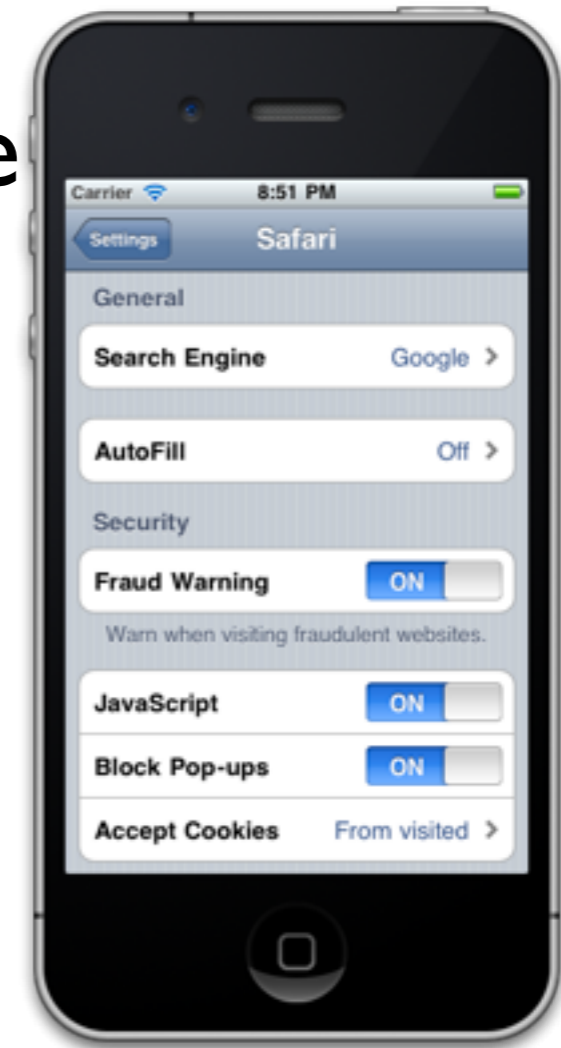 e
Carrier 8:51 PM
Settings Safari
General
Search Engine Google >
AutoFill Off >
Security
Fraud Warning ON
Warn when visiting fraudulent websites.
JavaScript ON
Block Pop-ups ON
Accept Cookies From visited >